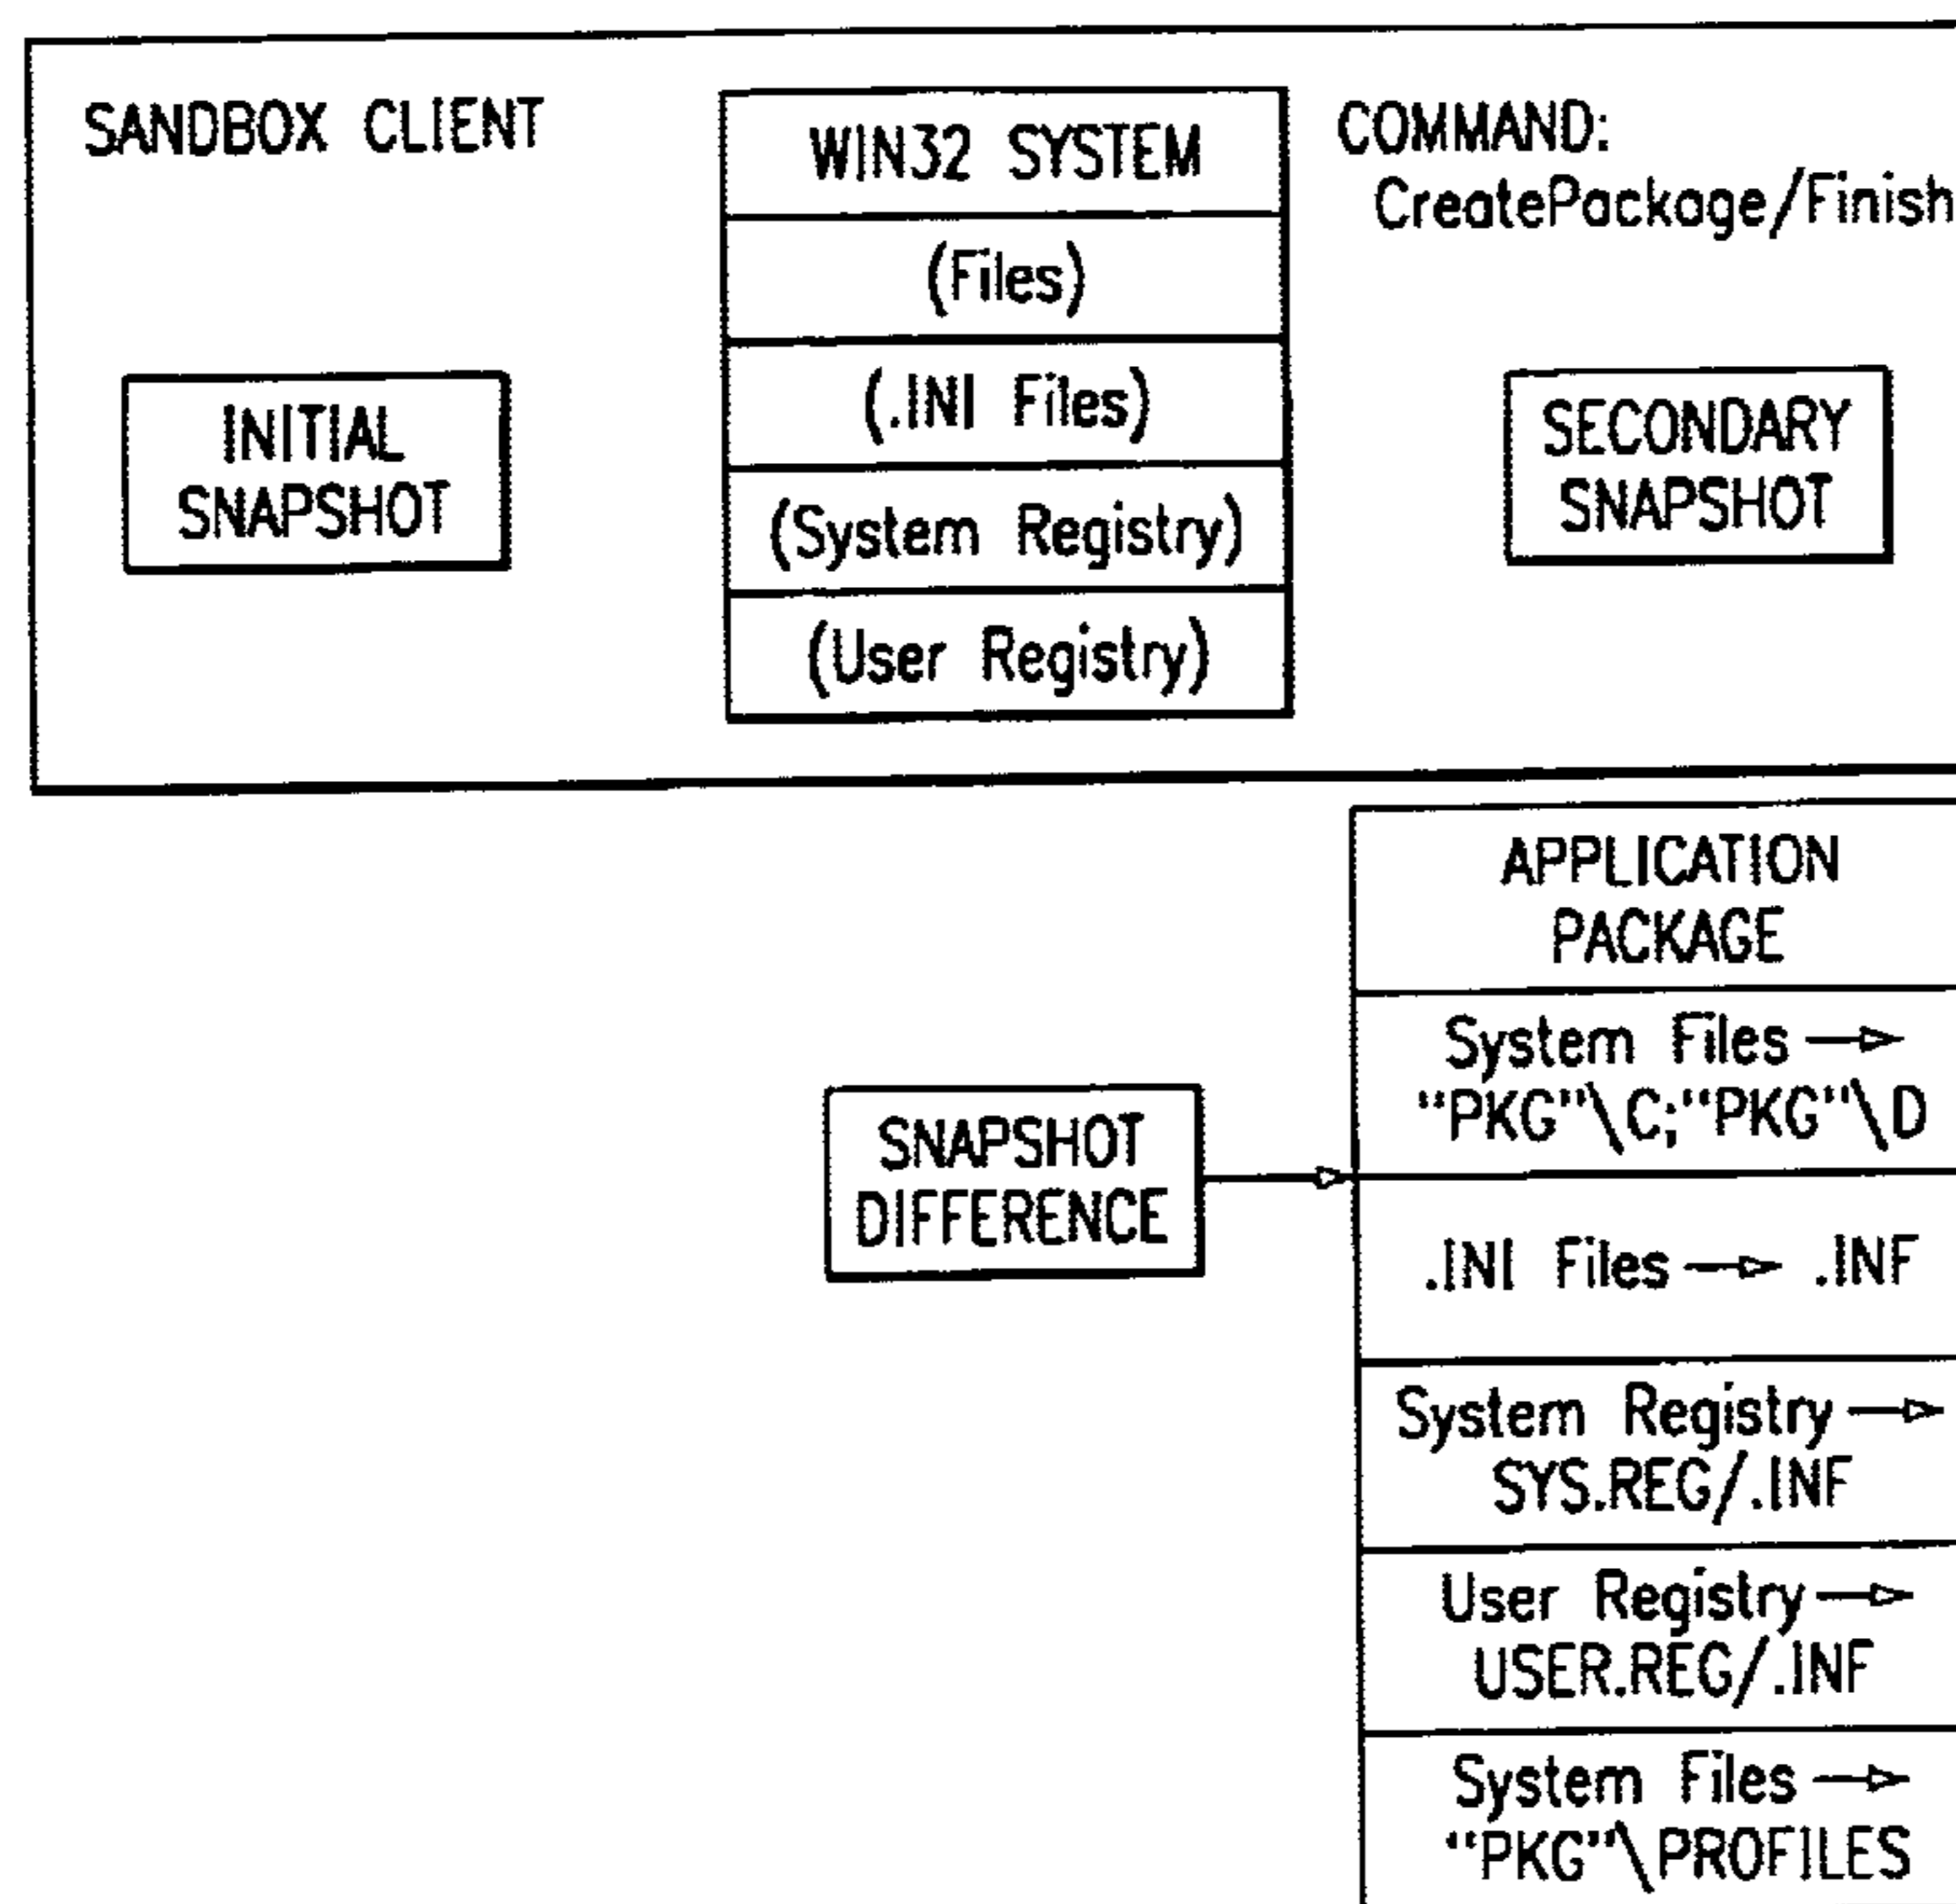 SANDBOX CLIENT
WIN32 SYSTEM
(Files)
(.INI Files)
(System Registry)
(User Registry)
COMMAND:
CreatePackage/Finish
INITIAL
SNAPSHOT
SECONDARY
SNAPSHOT
SNAPSHOT
DIFFERENCE
APPLICATION
PACKAGE
System Files →
"PKG"\C;"PKG"\D
.INI Files → .INF
System Registry →
SYS.REG/.INF
User Registry →
USER.REG/.INF
System Files →
"PKG"\PROFILES